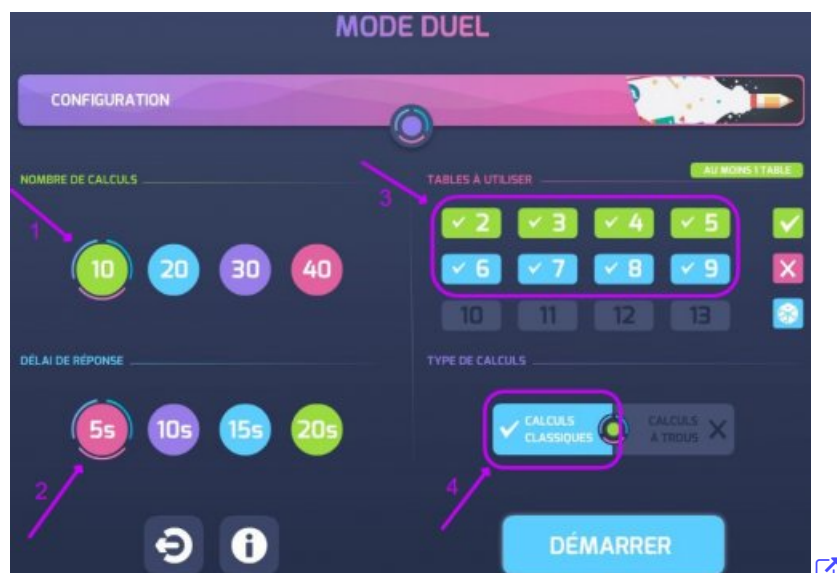 MODE DUEL
CONFIGURATION
NOMBRE DE CALCULS
1
10 20 30 40
DÉLAI DE RÉPONSE
5s 10s 15s 20s
2
TABLES À UTILISER
AU MOINS 1 TABLE
3
2 3 4 5
6 7 8 9
10 11 12 13
TYPE DE CALCULS
CALCULS
CLASSIQUES
CALCULS
À TROUS
4
DÉMARRER